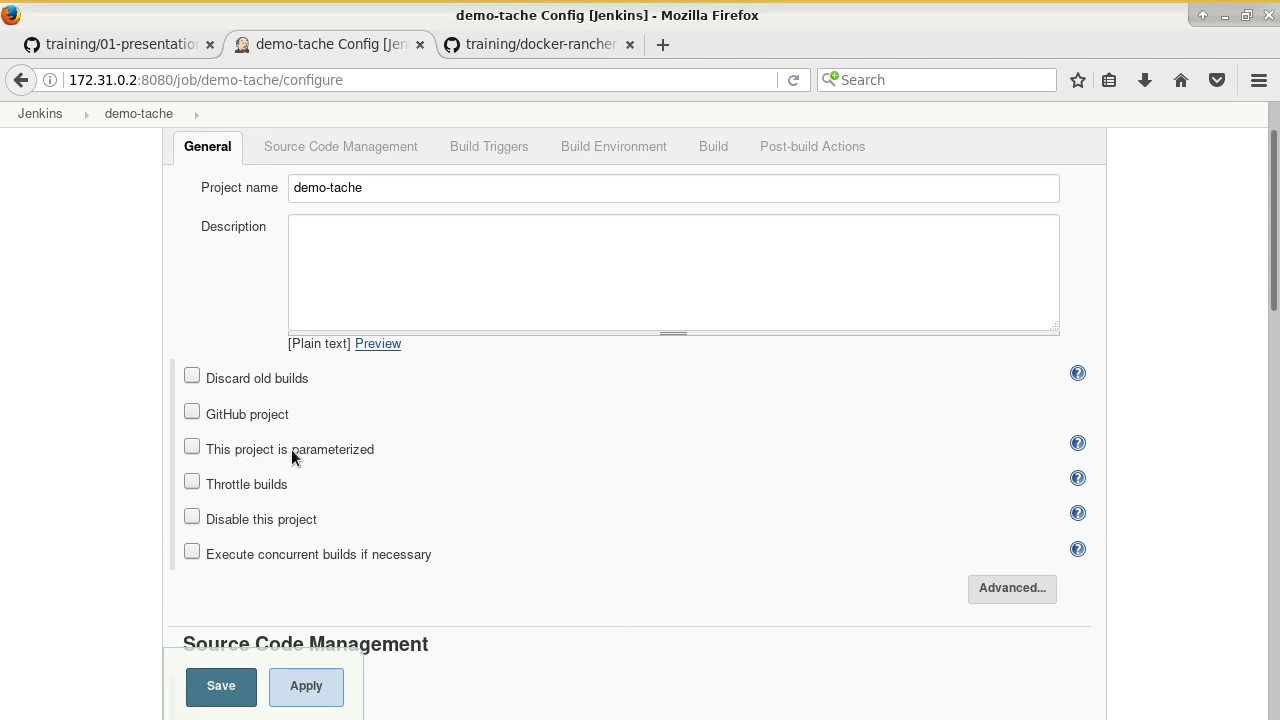 demo-tache Config [Jenkins] - Mozilla Firefox
training/01-presentation
demo-tache Config [Jen
training/docker-rancher
172.31.0.2:8080/job/demo-tache/configure
Search
Jenkins
demo-tache
General
Source Code Management
Build Triggers
Build Environment
Build
Post-build Actions
Project name
demo-tache
Description
[Plain text] Preview
Discard old builds
GitHub project
This project is parameterized
Throttle builds
Disable this project
Execute concurrent builds if necessary
Advanced...
Source Code Management
Save
Apply